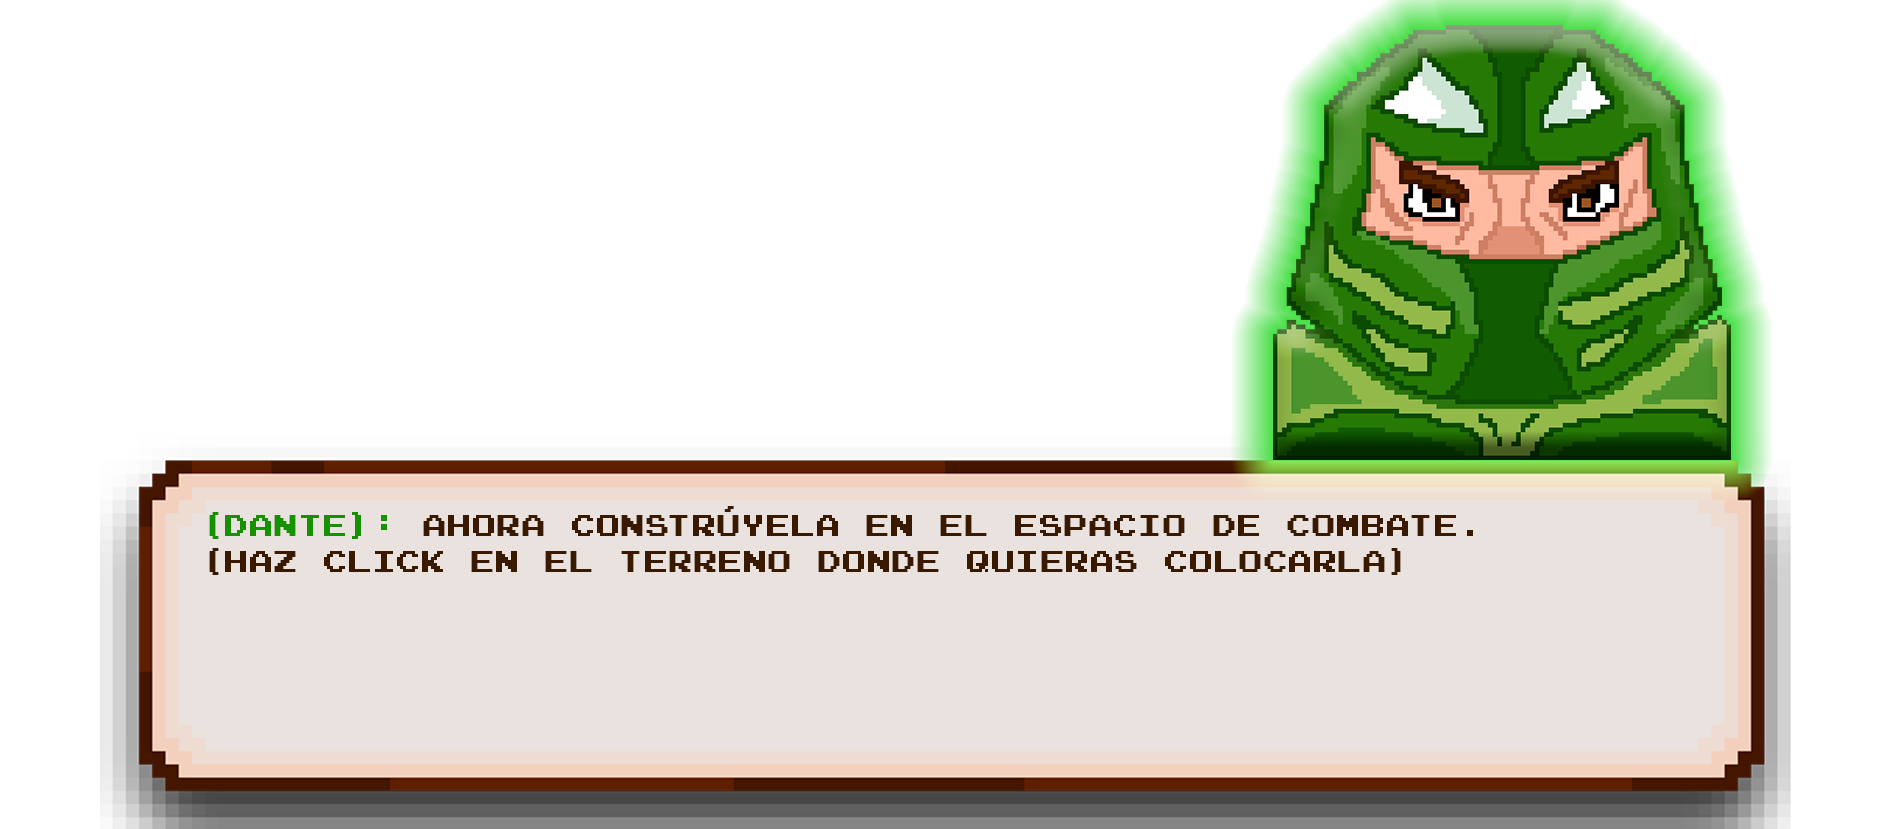 (DANTE): AHORA CONSTRÚYELA EN EL ESPACIO DE COMBATE.
(HAZ CLICK EN EL TERRENO DONDE QUIERAS COLOCARLA)